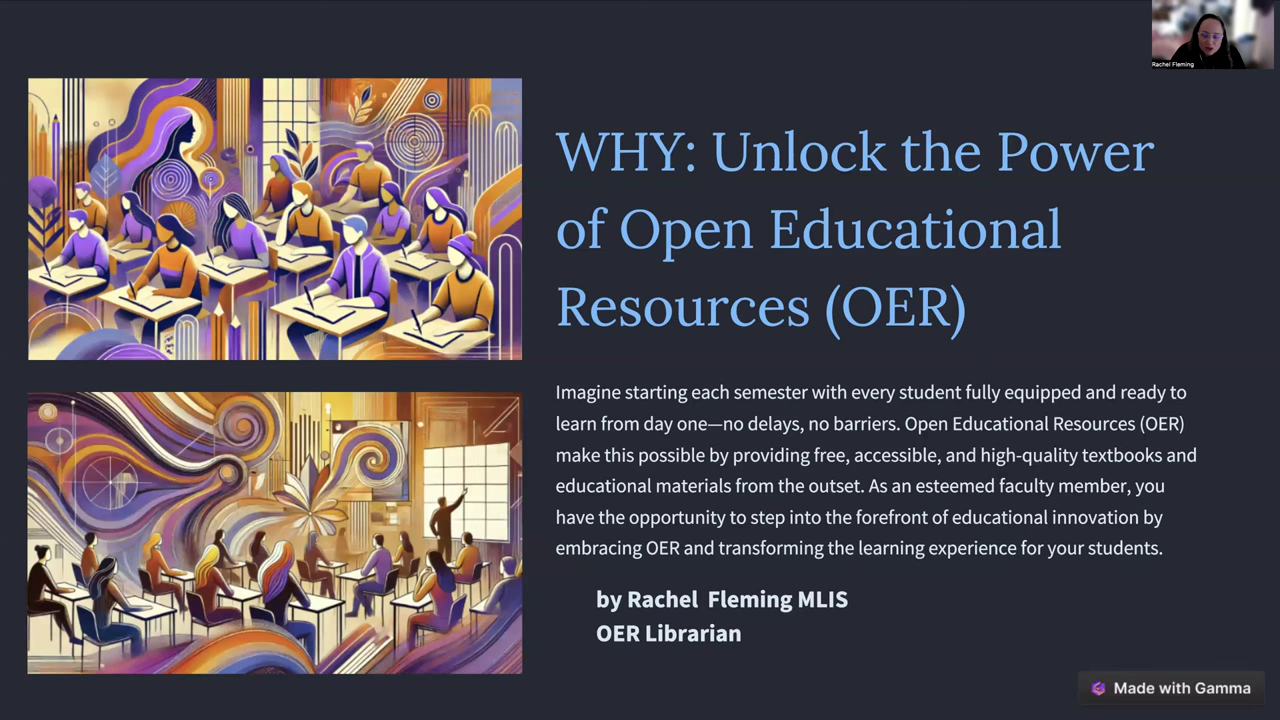 Rachel Fleming
WHY: Unlock the Power
of Open Educational
Resources (OER)
Imagine starting each semester with every student fully equipped and ready to
learn from day one—no delays, no barriers. Open Educational Resources (OER)
make this possible by providing free, accessible, and high-quality textbooks and
educational materials from the outset. As an esteemed faculty member, you
have the opportunity to step into the forefront of educational innovation by
embracing OER and transforming the learning experience for your students.
by Rachel Fleming MLIS
OER Librarian
Made with Gamma